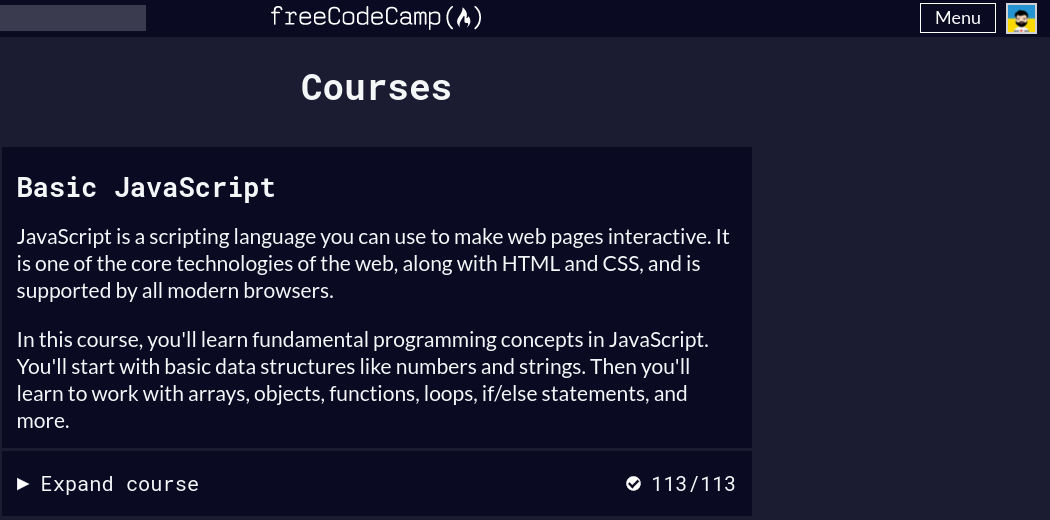 freeCodeCamp(🔥)
Menu
Courses
Basic JavaScript
JavaScript is a scripting language you can use to make web pages interactive. It
is one of the core technologies of the web, along with HTML and CSS, and is
supported by all modern browsers.
In this course, you'll learn fundamental programming concepts in JavaScript.
You'll start with basic data structures like numbers and strings. Then you'll
learn to work with arrays, objects, functions, loops, if/else statements, and
more.
Expand course
113/113